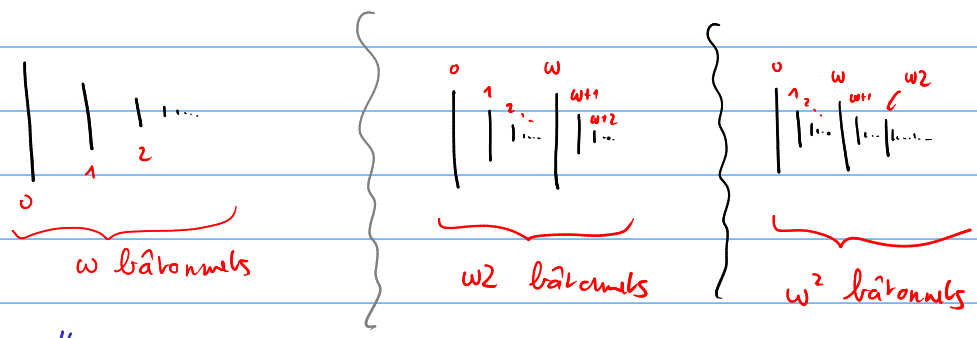 0 1 2
ω bâtonnets
0 1 2 ... ω ω+1 ω+2
ω2 bâtonnets
0 1 2 ... ω ω+1 ω2
ω² bâtonnets